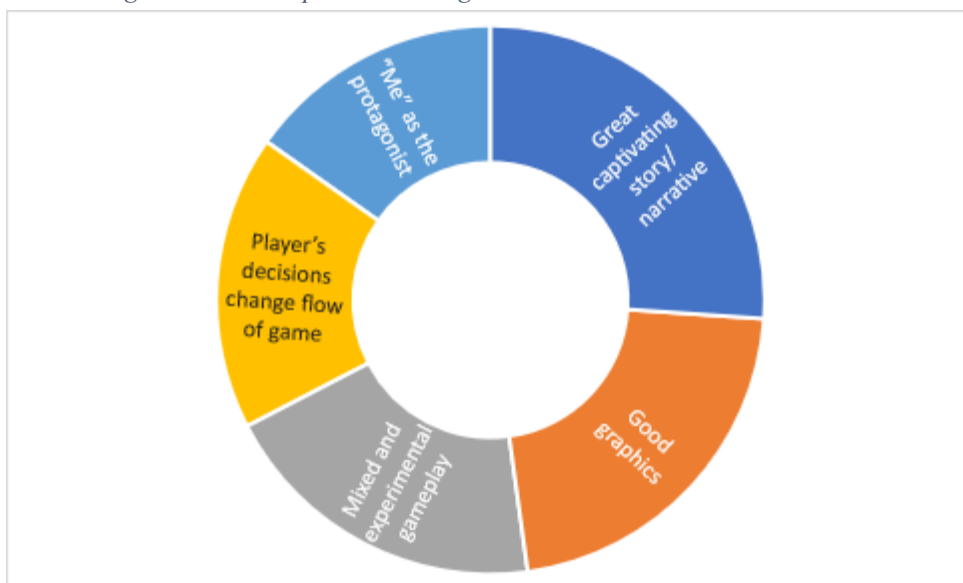 Great
captivating
story/
narrative
Good
graphics
Mixed and
experimental
gameplay
Player's
decisions
change flow
of game
“Me” as the
protagonist